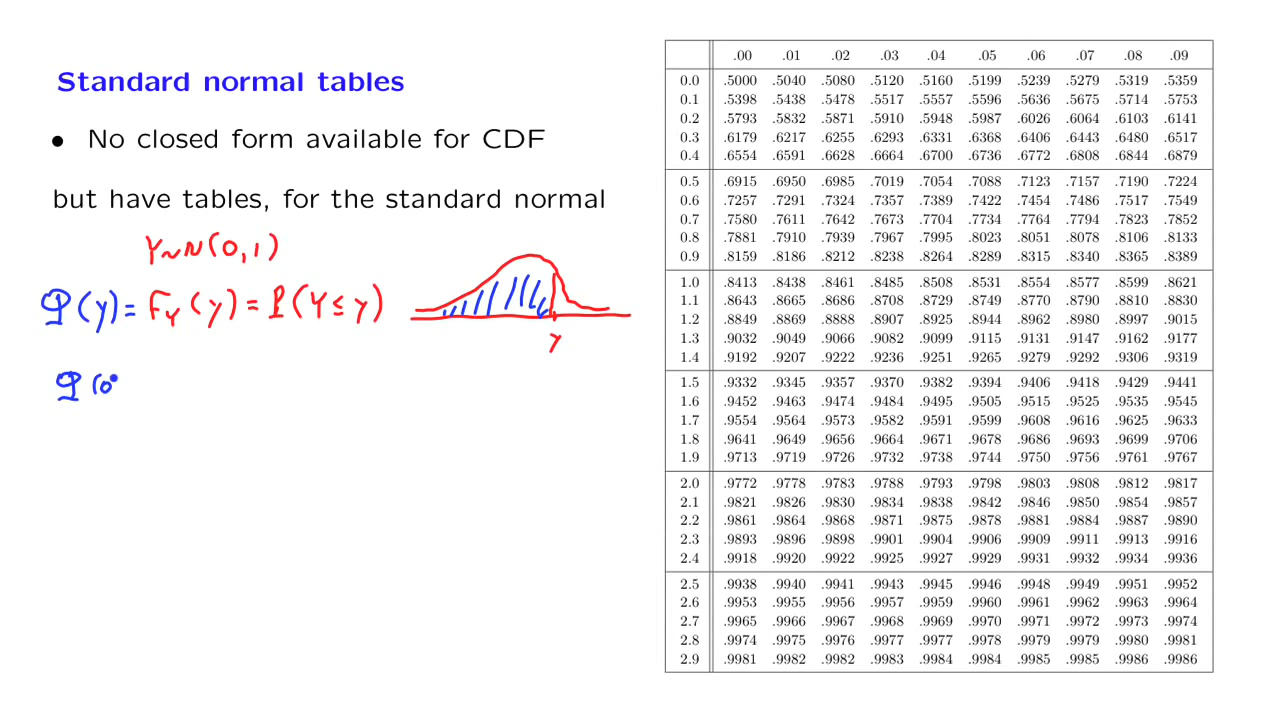 Standard normal tables
• No closed form available for CDF
but have tables, for the standard normal
Y~N(0,1)
Φ(y) = F_Y(y) = P(Y ≤ y)
y
Φ(0
.00 .01 .02 .03 .04 .05 .06 .07 .08 .09
0.0 .5000 .5040 .5080 .5120 .5160 .5199 .5239 .5279 .5319 .5359
0.1 .5398 .5438 .5478 .5517 .5557 .5596 .5636 .5675 .5714 .5753
0.2 .5793 .5832 .5871 .5910 .5948 .5987 .6026 .6064 .6103 .6141
0.3 .6179 .6217 .6255 .6293 .6331 .6368 .6406 .6443 .6480 .6517
0.4 .6554 .6591 .6628 .6664 .6700 .6736 .6772 .6808 .6844 .6879
0.5 .6915 .6950 .6985 .7019 .7054 .7088 .7123 .7157 .7190 .7224
0.6 .7257 .7291 .7324 .7357 .7389 .7422 .7454 .7486 .7517 .7549
0.7 .7580 .7611 .7642 .7673 .7704 .7734 .7764 .7794 .7823 .7852
0.8 .7881 .7910 .7939 .7967 .7995 .8023 .8051 .8078 .8106 .8133
0.9 .8159 .8186 .8212 .8238 .8264 .8289 .8315 .8340 .8365 .8389
1.0 .8413 .8438 .8461 .8485 .8508 .8531 .8554 .8577 .8599 .8621
1.1 .8643 .8665 .8686 .8708 .8729 .8749 .8770 .8790 .8810 .8830
1.2 .8849 .8869 .8888 .8907 .8925 .8944 .8962 .8980 .8997 .9015
1.3 .9032 .9049 .9066 .9082 .9099 .9115 .9131 .9147 .9162 .9177
1.4 .9192 .9207 .9222 .9236 .9251 .9265 .9279 .9292 .9306 .9319
1.5 .9332 .9345 .9357 .9370 .9382 .9394 .9406 .9418 .9429 .9441
1.6 .9452 .9463 .9474 .9484 .9495 .9505 .9515 .9525 .9535 .9545
1.7 .9554 .9564 .9573 .9582 .9591 .9599 .9608 .9616 .9625 .9633
1.8 .9641 .9649 .9656 .9664 .9671 .9678 .9686 .9693 .9699 .9706
1.9 .9713 .9719 .9726 .9732 .9738 .9744 .9750 .9756 .9761 .9767
2.0 .9772 .9778 .9783 .9788 .9793 .9798 .9803 .9808 .9812 .9817
2.1 .9821 .9826 .9830 .9834 .9838 .9842 .9846 .9850 .9854 .9857
2.2 .9861 .9864 .9868 .9871 .9875 .9878 .9881 .9884 .9887 .9890
2.3 .9893 .9896 .9898 .9901 .9904 .9906 .9909 .9911 .9913 .9916
2.4 .9918 .9920 .9922 .9925 .9927 .9929 .9931 .9932 .9934 .9936
2.5 .9938 .9940 .9941 .9943 .9945 .9946 .9948 .9949 .9951 .9952
2.6 .9953 .9955 .9956 .9957 .9959 .9960 .9961 .9962 .9963 .9964
2.7 .9965 .9966 .9967 .9968 .9969 .9970 .9971 .9972 .9973 .9974
2.8 .9974 .9975 .9976 .9977 .9977 .9978 .9979 .9979 .9980 .9981
2.9 .9981 .9982 .9982 .9983 .9984 .9984 .9985 .9985 .9986 .9986